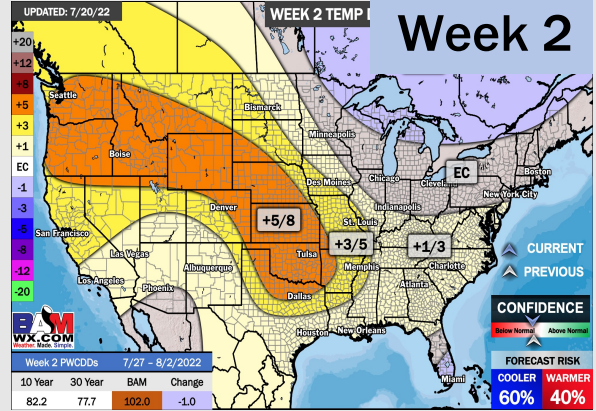 UPDATED: 7/20/22
WEEK 2 TEMP
Week 2
+20
+12
+8
+5
+3
+1
EC
-1
-3
-5
-8
-12
-20
Seattle
Boise
Bismarck
Minneapolis
Des Moines
Chicago
Clevel
EC
Boston
New York City
Indianapolis
Denver
+5/8
St. Louis
+3/5
+1/3
San Francisco
Las Vegas
Tulsa
Memphis
Charlotte
Los Angeles
Albuquerque
Phoenix
Dallas
Atlanta
Houston
New Orleans
Miami
CURRENT
PREVIOUS
CONFIDENCE
Below Normal
Above Normal
FORECAST RISK
COOLER
WARMER
60%
40%
BAM
WX.COM
Weather. Made. Simple.
Week 2 PWCDDs 7/27 - 8/2/2022
10 Year 30 Year BAM Change
82.2 77.7 102.0 -1.0